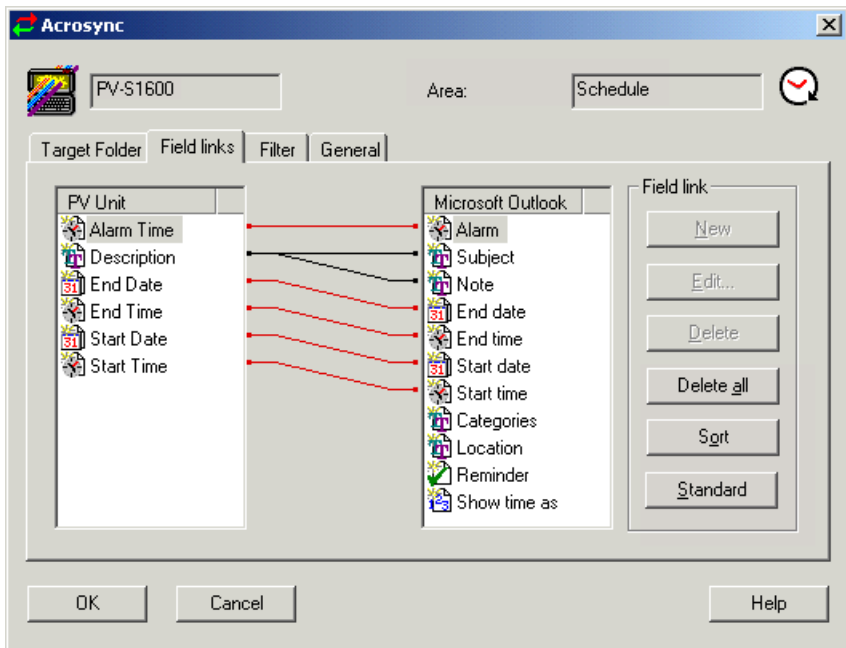 Acrosync
PV-S1600
Area:
Schedule
Target Folder
Field links
Filter
General
PV Unit
Alarm Time
Description
End Date
End Time
Start Date
Start Time
Microsoft Outlook
Alarm
Subject
Note
End date
End time
Start date
Start time
Categories
Location
Reminder
Show time as
Field link
New
Edit...
Delete
Delete all
Sort
Standard
OK
Cancel
Help